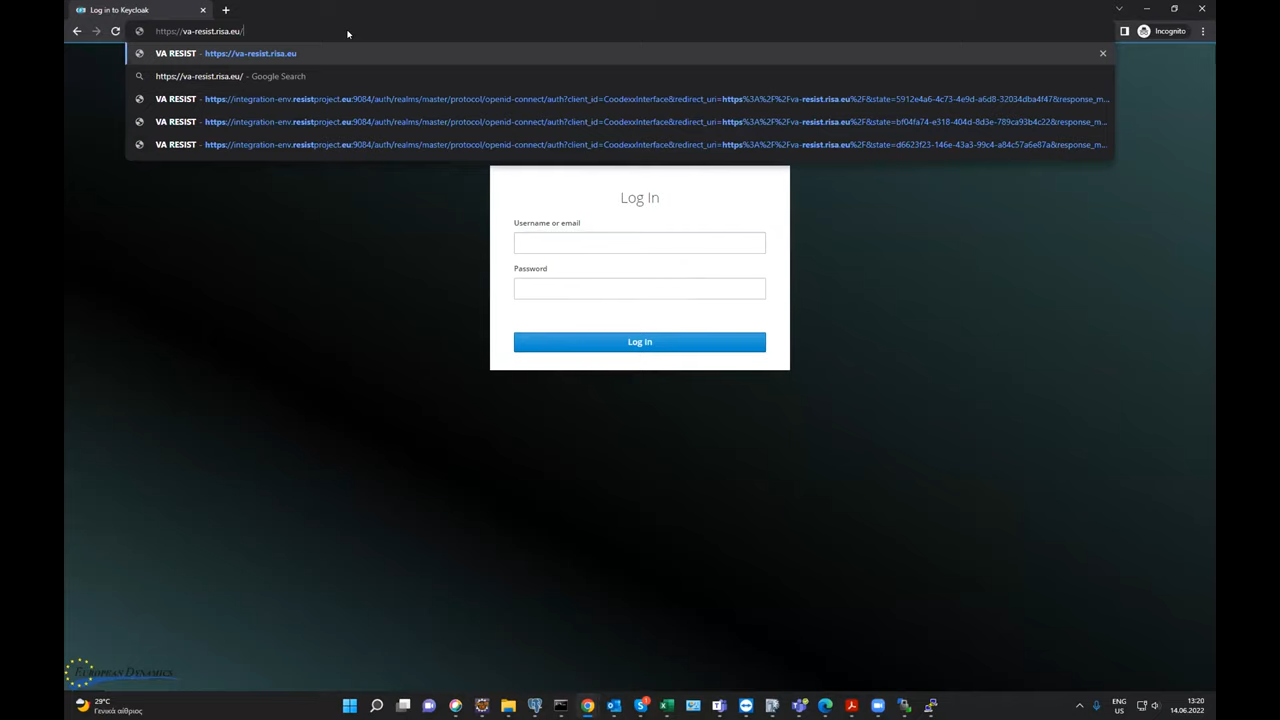 Log in to Keycloak
https://va-resist.risa.eu/
Incognito
VA RESIST - https://va-resist.risa.eu
https://va-resist.risa.eu/ - Google Search
VA RESIST - https://integration-env.resistproject.eu:9084/auth/realms/master/protocol/openid-connect/auth?client_id=CoodexxInterface&redirect_uri=https%3A%2F%2Fva-resist.risa.eu%2F&state=5912e4a6-4c73-4e9d-a6d8-32034dba4f47&response_m...
VA RESIST - https://integration-env.resistproject.eu:9084/auth/realms/master/protocol/openid-connect/auth?client_id=CoodexxInterface&redirect_uri=https%3A%2F%2Fva-resist.risa.eu%2F&state=bf04fa74-e318-404d-8d3e-789ca93b4c22&response_m...
VA RESIST - https://integration-env.resistproject.eu:9084/auth/realms/master/protocol/openid-connect/auth?client_id=CoodexxInterface&redirect_uri=https%3A%2F%2Fva-resist.risa.eu%2F&state=d6623f23-146e-43a3-99c4-a84c57a6e87a&response_m...
Log In
Username or email
Password
Log In
EUROPEAN DYNAMICS
29°C
Γενικά αίθριος
ENG
US
13:20
14.06.2022